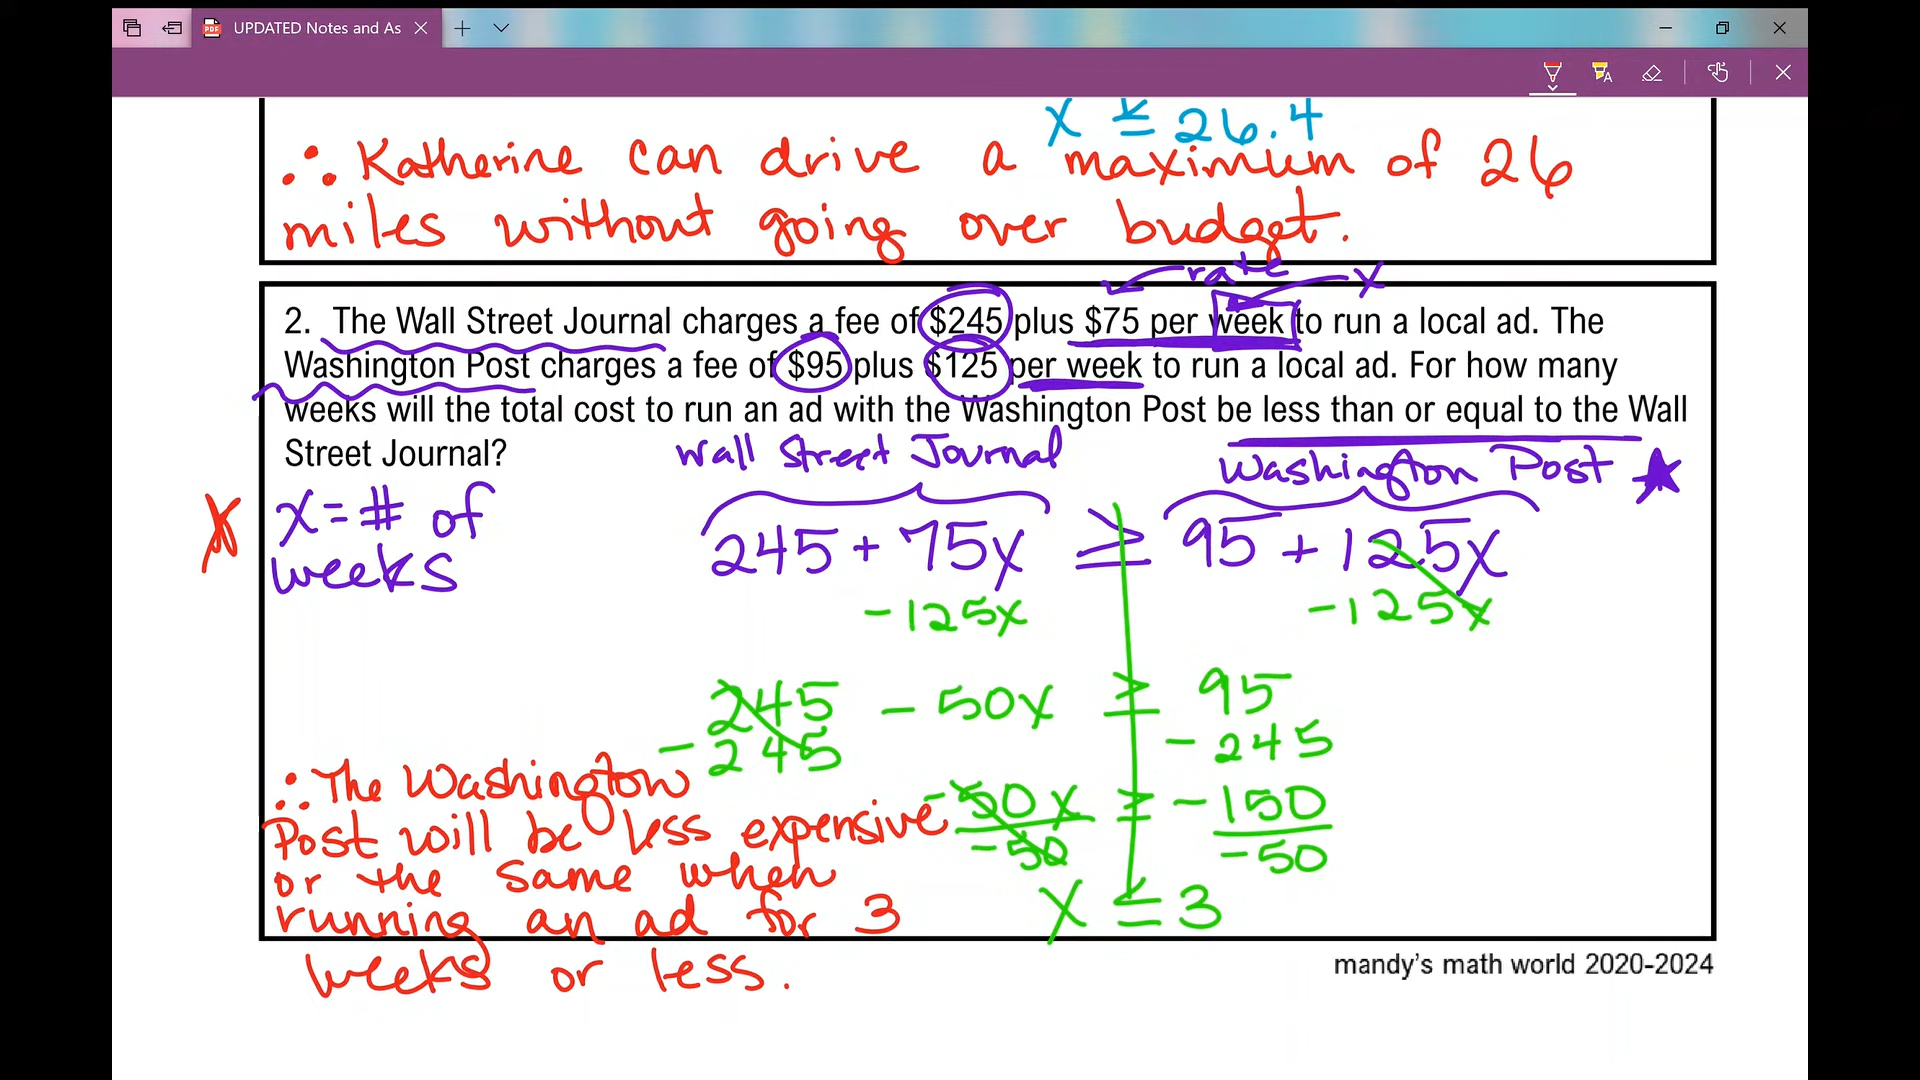 UPDATED Notes and As
x ≤ 26.4
∴ Katherine can drive a maximum of 26
miles without going over budget.
rate x
2. The Wall Street Journal charges a fee of $245 plus $75 per week to run a local ad. The
Washington Post charges a fee of $95 plus $125 per week to run a local ad. For how many
weeks will the total cost to run an ad with the Washington Post be less than or equal to the Wall
Street Journal?
Wall Street Journal Washington Post
x = # of
weeks
245 + 75x ≥ 95 + 125x
-125x -125x
245 - 50x ≥ 95
-245 -245
-50x ≥ -150
-50 -50
x ≤ 3
∴ The Washington
Post will be less expensive
or the same when
running an ad for 3
weeks or less.
mandy's math world 2020-2024